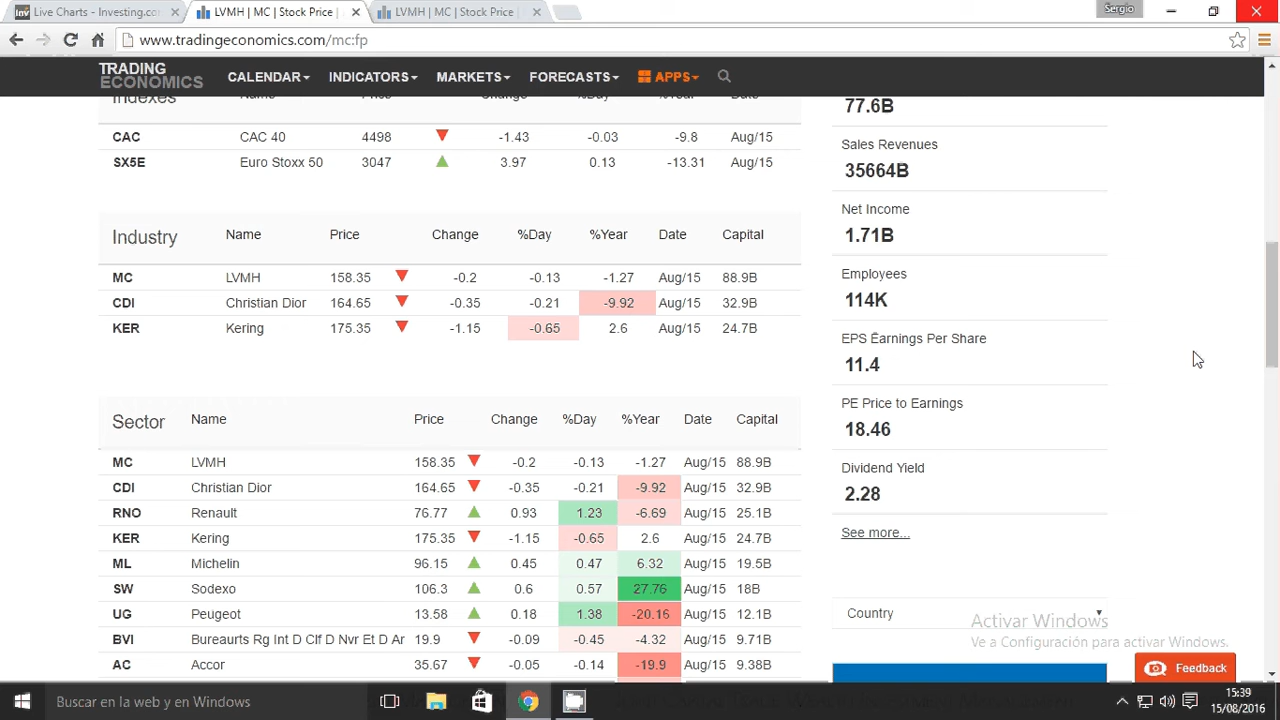 Live Charts - Investing.co
LVMH | MC | Stock Price |
LVMH | MC | Stock Price |
Sergio
www.tradingeconomics.com/mc:fp
TRADING ECONOMICS
CALENDAR INDICATORS MARKETS FORECASTS APPS
Indexes Name Price Change %Day %Year Date
CAC CAC 40 4498 -1.43 -0.03 -9.8 Aug/15
SX5E Euro Stoxx 50 3047 3.97 0.13 -13.31 Aug/15
Industry Name Price Change %Day %Year Date Capital
MC LVMH 158.35 -0.2 -0.13 -1.27 Aug/15 88.9B
CDI Christian Dior 164.65 -0.35 -0.21 -9.92 Aug/15 32.9B
KER Kering 175.35 -1.15 -0.65 2.6 Aug/15 24.7B
Sector Name Price Change %Day %Year Date Capital
MC LVMH 158.35 -0.2 -0.13 -1.27 Aug/15 88.9B
CDI Christian Dior 164.65 -0.35 -0.21 -9.92 Aug/15 32.9B
RNO Renault 76.77 0.93 1.23 -6.69 Aug/15 25.1B
KER Kering 175.35 -1.15 -0.65 2.6 Aug/15 24.7B
ML Michelin 96.15 0.45 0.47 6.32 Aug/15 19.5B
SW Sodexo 106.3 0.6 0.57 27.76 Aug/15 18B
UG Peugeot 13.58 0.18 1.38 -20.16 Aug/15 12.1B
BVI Bureaurts Rg Int D Clf D Nvr Et D Ar 19.9 -0.09 -0.45 -4.32 Aug/15 9.71B
AC Accor 35.67 -0.05 -0.14 -19.9 Aug/15 9.38B
77.6B
Sales Revenues
35664B
Net Income
1.71B
Employees
114K
EPS Earnings Per Share
11.4
PE Price to Earnings
18.46
Dividend Yield
2.28
See more...
Country
Activar Windows
Ve a Configuración para activar Windows.
Feedback
Buscar en la web y en Windows
15:39
15/08/2016